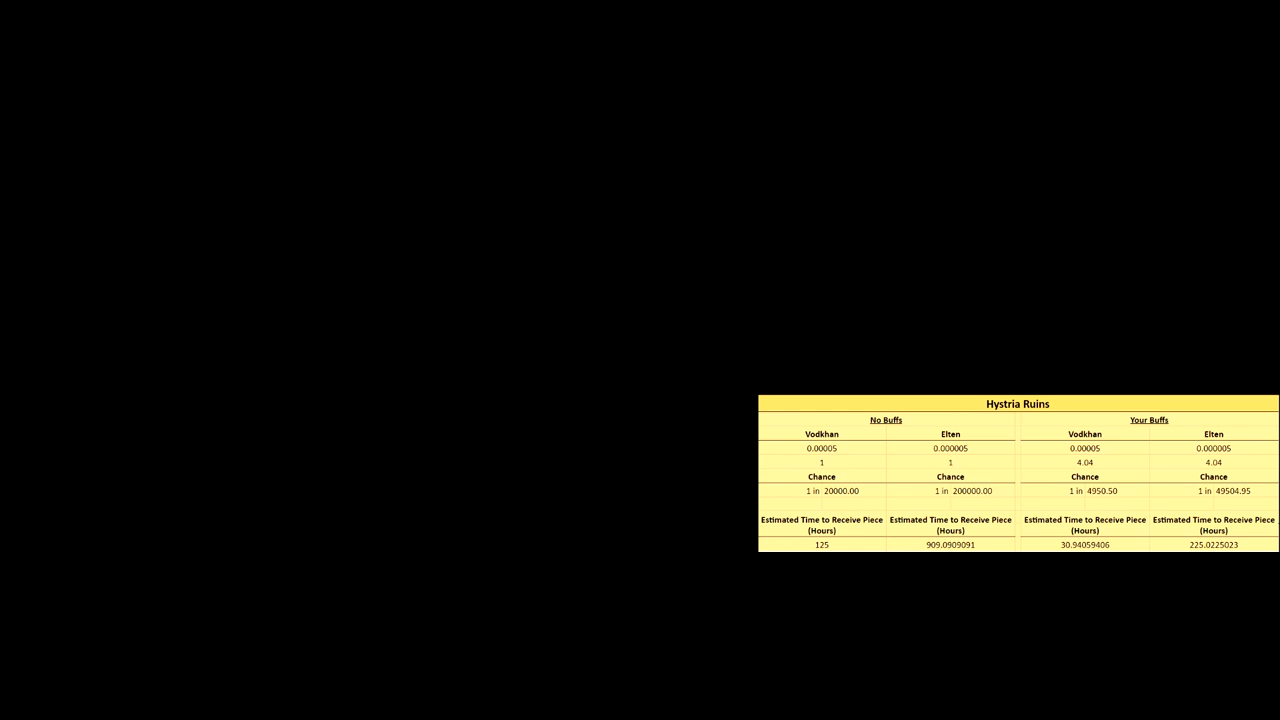 Hystria Ruins
No Buffs Your Buffs
Vodkhan Elten Vodkhan Elten
0.00005 0.000005 0.00005 0.000005
1 1 4.04 4.04
Chance Chance Chance Chance
1 in 20000.00 1 in 200000.00 1 in 4950.50 1 in 49504.95
Estimated Time to Receive Piece Estimated Time to Receive Piece Estimated Time to Receive Piece Estimated Time to Receive Piece
(Hours) (Hours) (Hours) (Hours)
125 909.0909091 30.94059406 225.0225023